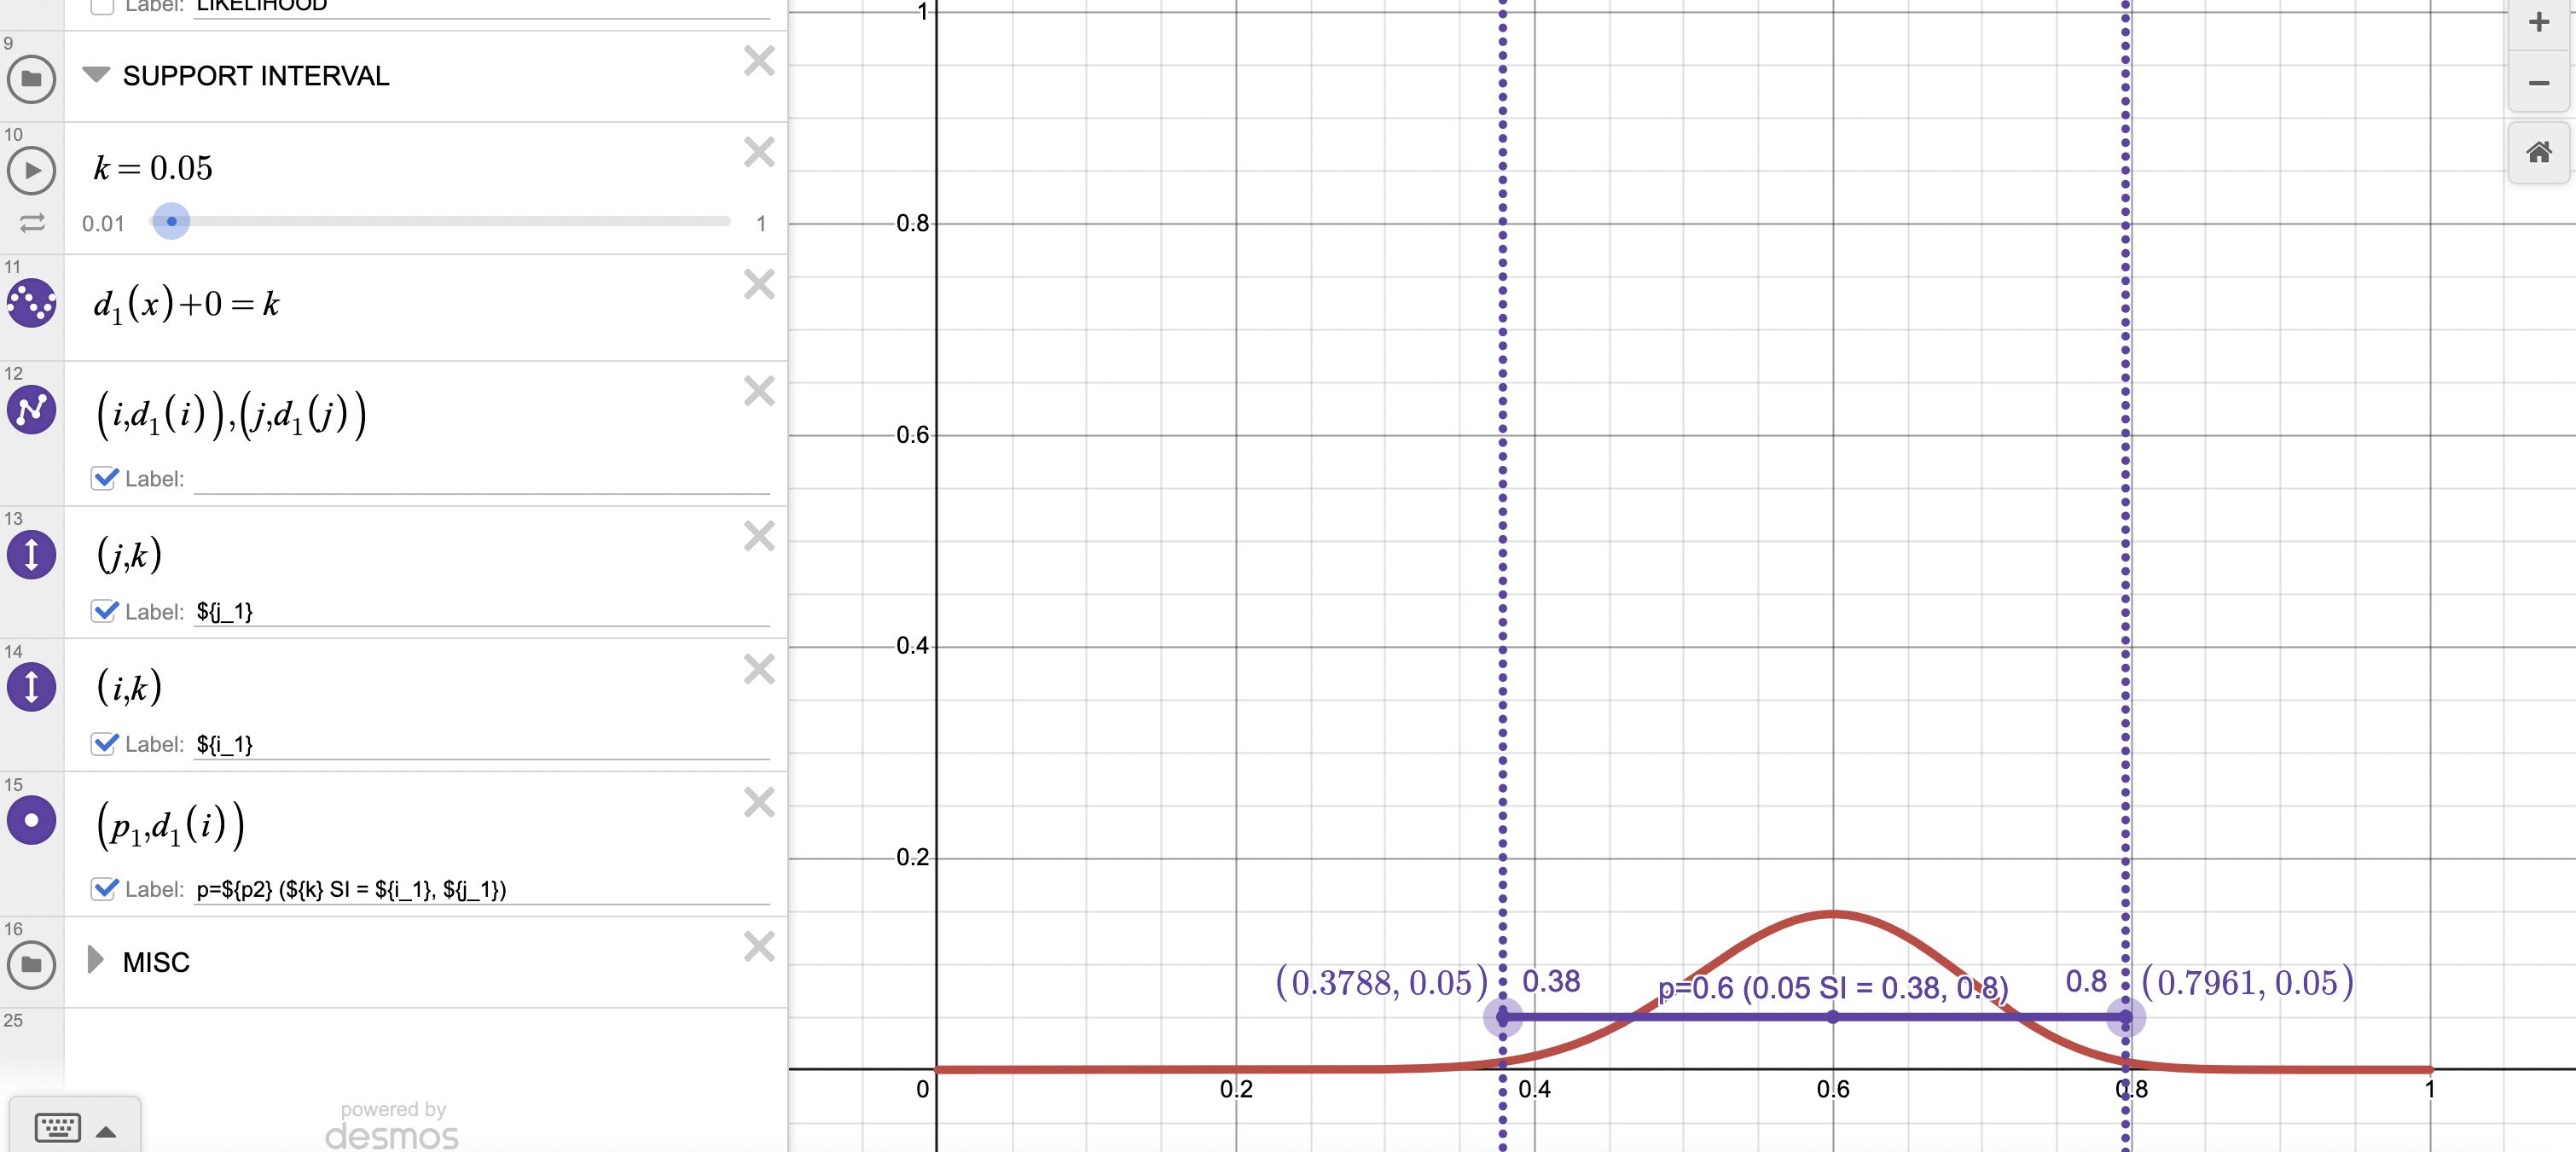 Label: LIKELIHOOD
9
SUPPORT INTERVAL
10
k = 0.05
0.01 1
11
d₁(x)+0 = k
12
(i,d₁(i)),(j,d₁(j))
Label:
13
(j,k)
Label: ${j_1}
14
(i,k)
Label: ${i_1}
15
(p₁,d₁(i))
Label: p=${p2} (${k} SI = ${i_1}, ${j_1})
16
MISC
25
powered by
desmos
1
0.8
0.6
0.4
0.2
(0.3788, 0.05) 0.38 p=0.6 (0.05 SI = 0.38, 0.8) 0.8 (0.7961, 0.05)
0 0.2 0.4 0.6 0.8 1
+
−